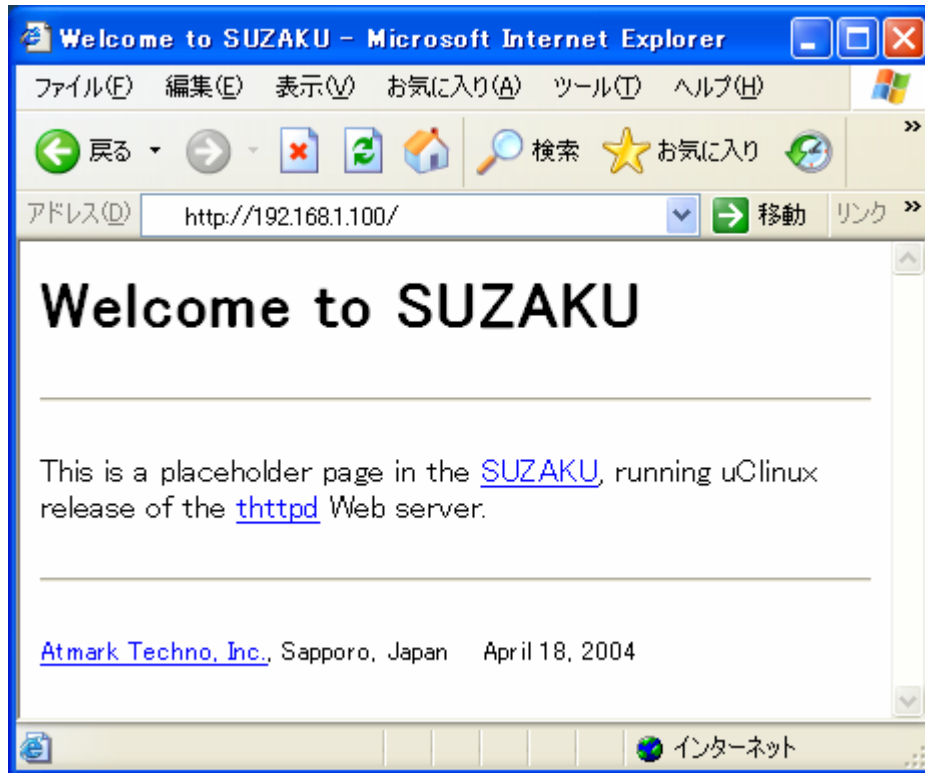 Welcome to SUZAKU - Microsoft Internet Explorer
ファイル(F) 編集(E) 表示(V) お気に入り(A) ツール(T) ヘルプ(H)
戻る 検索 お気に入り »
アドレス(D) http://192.168.1.100/ 移動 リンク »
Welcome to SUZAKU
This is a placeholder page in the SUZAKU, running uClinux
release of the thttpd Web server.
Atmark Techno, Inc., Sapporo, Japan April 18, 2004
インターネット